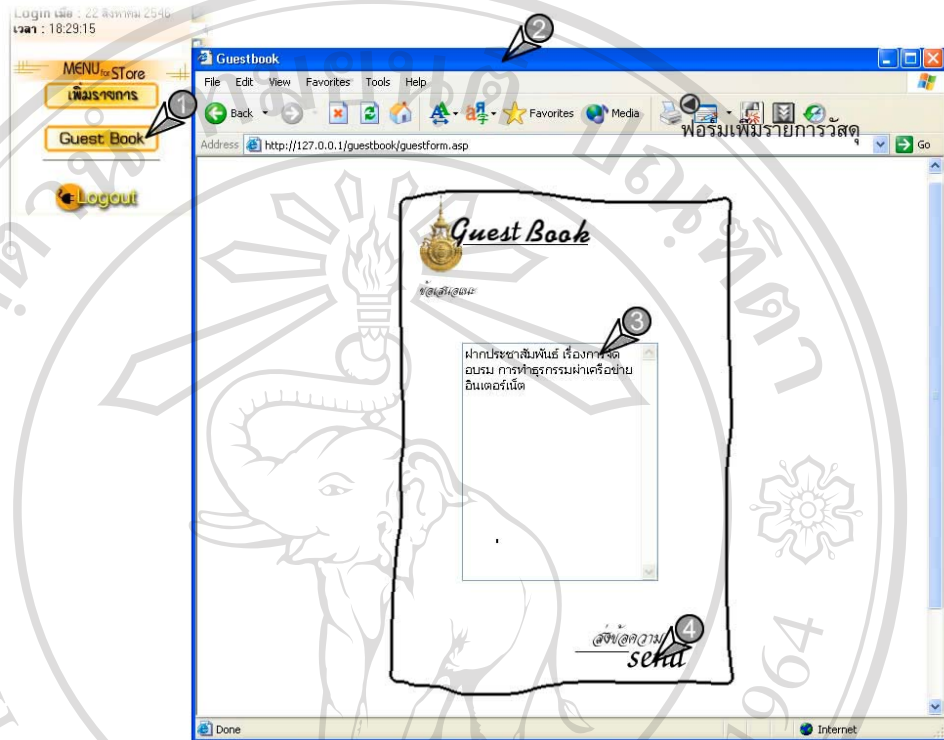 Login เมื่อ : 22 สิงหาคม 2546
เวลา : 18:29:15
MENU for STore
เพิ่มรายการ
1
Guest Book
Logout
2
Guestbook
File Edit View Favorites Tools Help
Back Favorites Media
ฟอร์มเพิ่มรายการวัสดุ
Address http://127.0.0.1/guestbook/guestform.asp Go
Guest Book
ข้อเสนอแนะ
3
ฝากประชาสัมพันธ์ เรื่องการจัด
อบรม การทำธุรกรรมผ่าเครือข่าย
อินเตอร์เน็ต
ส่งข้อความ
4
send
Done Internet
1964